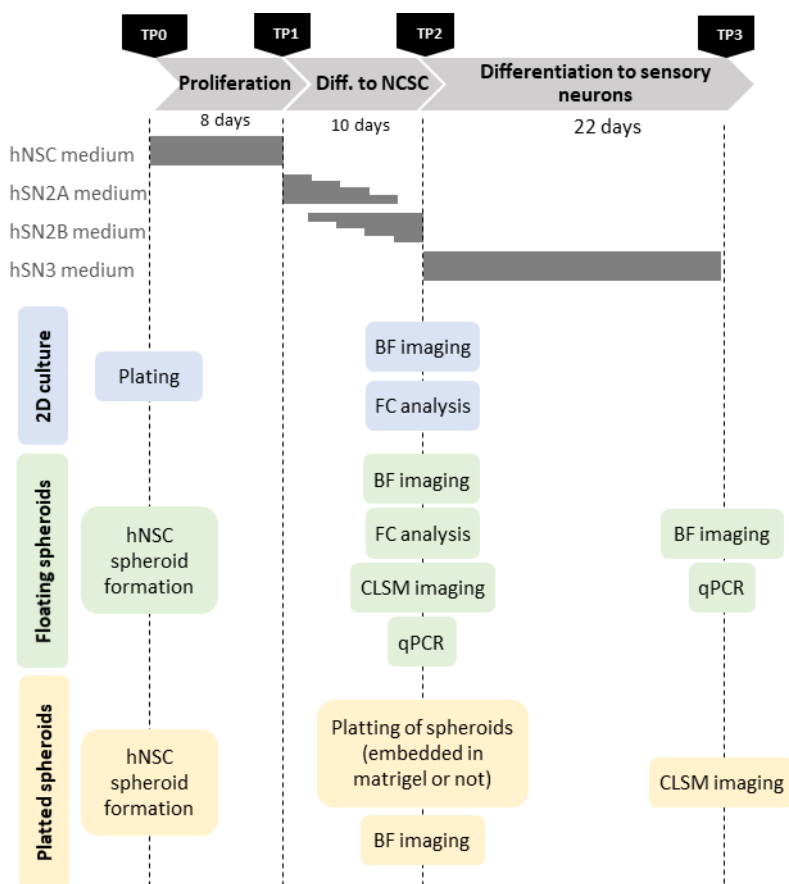 TP0
TP1
TP2
TP3
Proliferation
Diff. to NCSC
Differentiation to sensory
neurons
8 days
10 days
22 days
hNSC medium
hSN2A medium
hSN2B medium
hSN3 medium
2D culture
Plating
BF imaging
FC analysis
Floating spheroids
hNSC
spheroid
formation
BF imaging
FC analysis
CLSM imaging
qPCR
BF imaging
qPCR
Platted spheroids
hNSC
spheroid
formation
Platting of spheroids
(embedded in
matrigel or not)
BF imaging
CLSM imaging